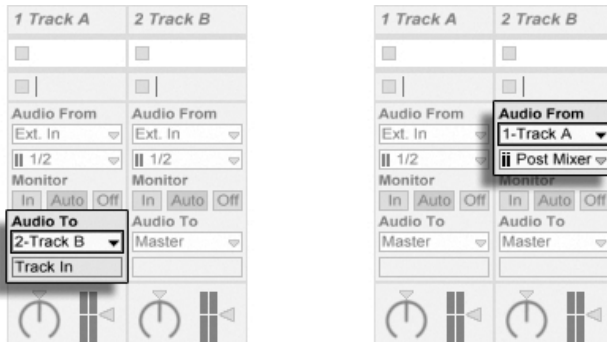 1 Track A
2 Track B
Audio From
Audio From
Ext. In
Ext. In
1/2
1/2
Monitor
Monitor
In Auto Off
In Auto Off
Audio To
Audio To
2-Track B
Master
Track In
1 Track A
2 Track B
Audio From
Audio From
Ext. In
1-Track A
1/2
Post Mixer
Monitor
Monitor
In Auto Off
In Auto Off
Audio To
Audio To
Master
Master